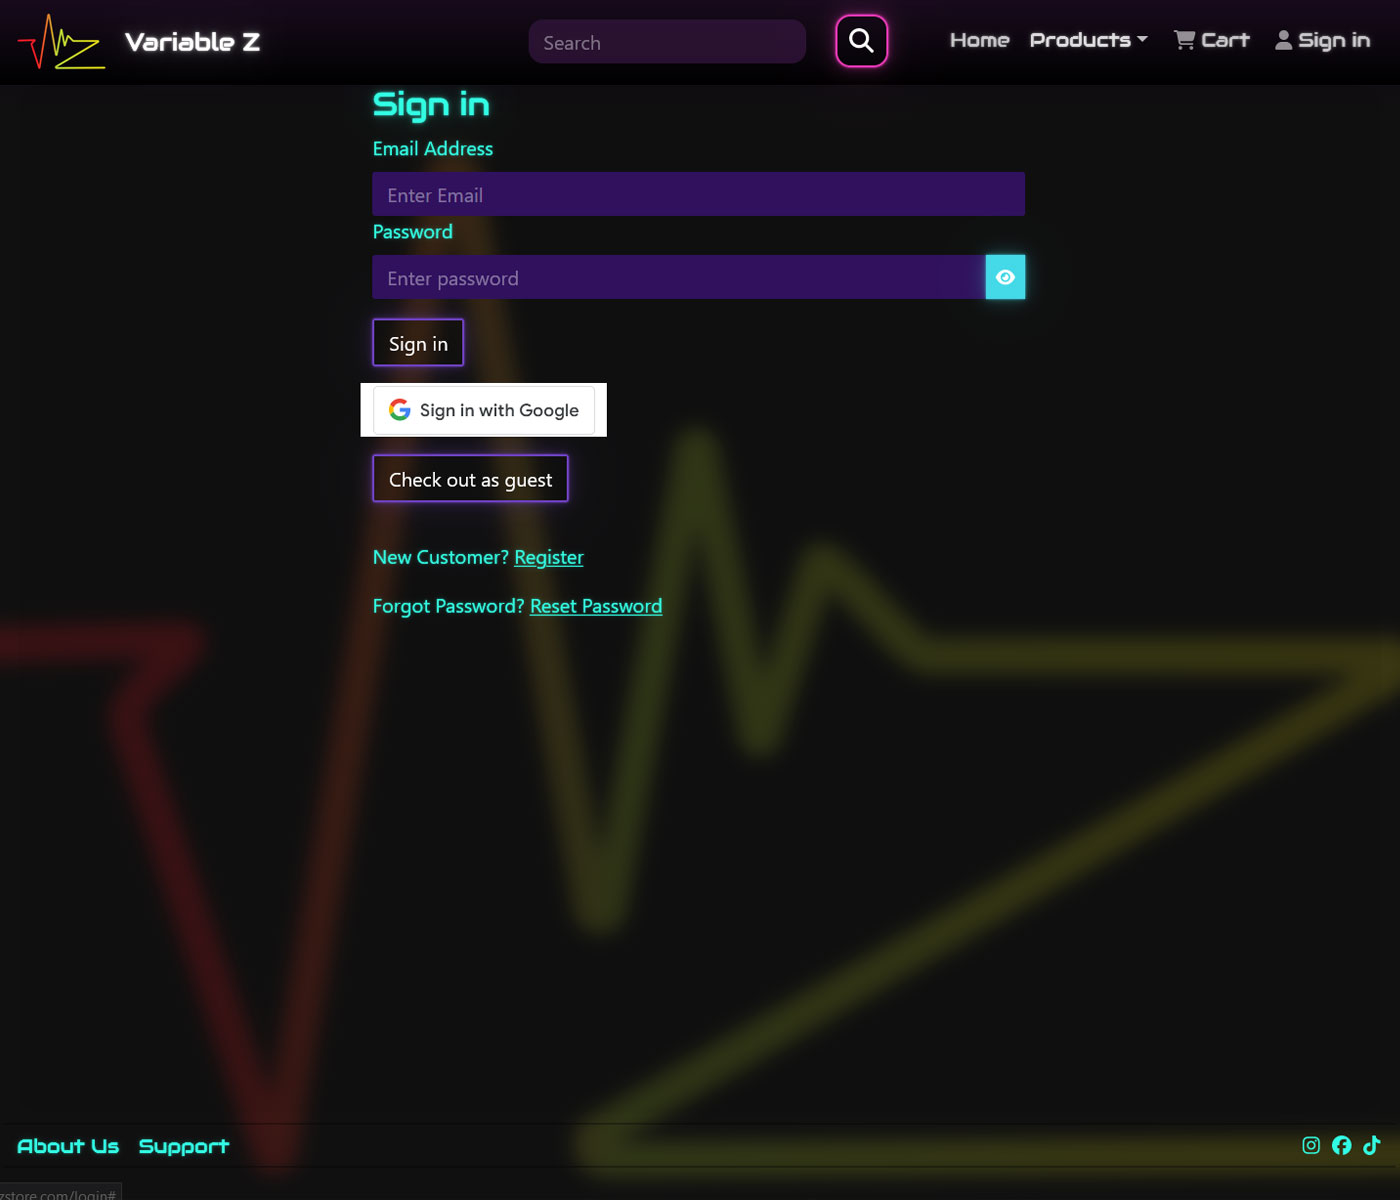 Variable Z
Search
Home Products Cart Sign in
Sign in
Email Address
Enter Email
Password
Enter password
Sign in
Sign in with Google
Check out as guest
New Customer? Register
Forgot Password? Reset Password
About Us Support
zstore.com/login#